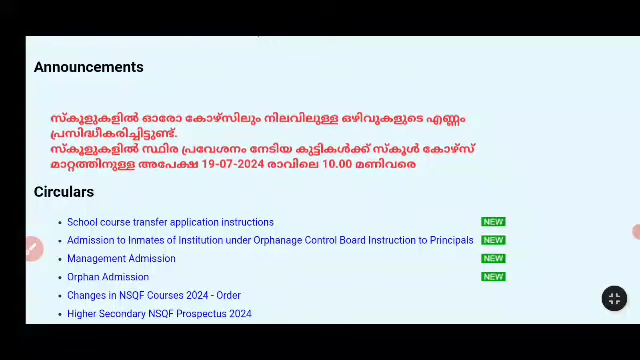 Announcements
സ്കൂളുകളിൽ ഓരോ കോഴ്സിലും നിലവിലുള്ള ഒഴിവുകളുടെ എണ്ണം
പ്രസിദ്ധീകരിച്ചിട്ടുണ്ട്.
സ്കൂളുകളിൽ സ്ഥിര പ്രവേശനം നേടിയ കുട്ടികൾക്ക് സ്കൂൾ കോഴ്സ്
മാറ്റത്തിനുള്ള അപേക്ഷ 19-07-2024 രാവിലെ 10.00 മണിവരെ
Circulars
School course transfer application instructions NEW
Admission to Inmates of Institution under Orphanage Control Board Instruction to Principals NEW
Management Admission NEW
Orphan Admission NEW
Changes in NSQF Courses 2024 - Order
Higher Secondary NSQF Prospectus 2024